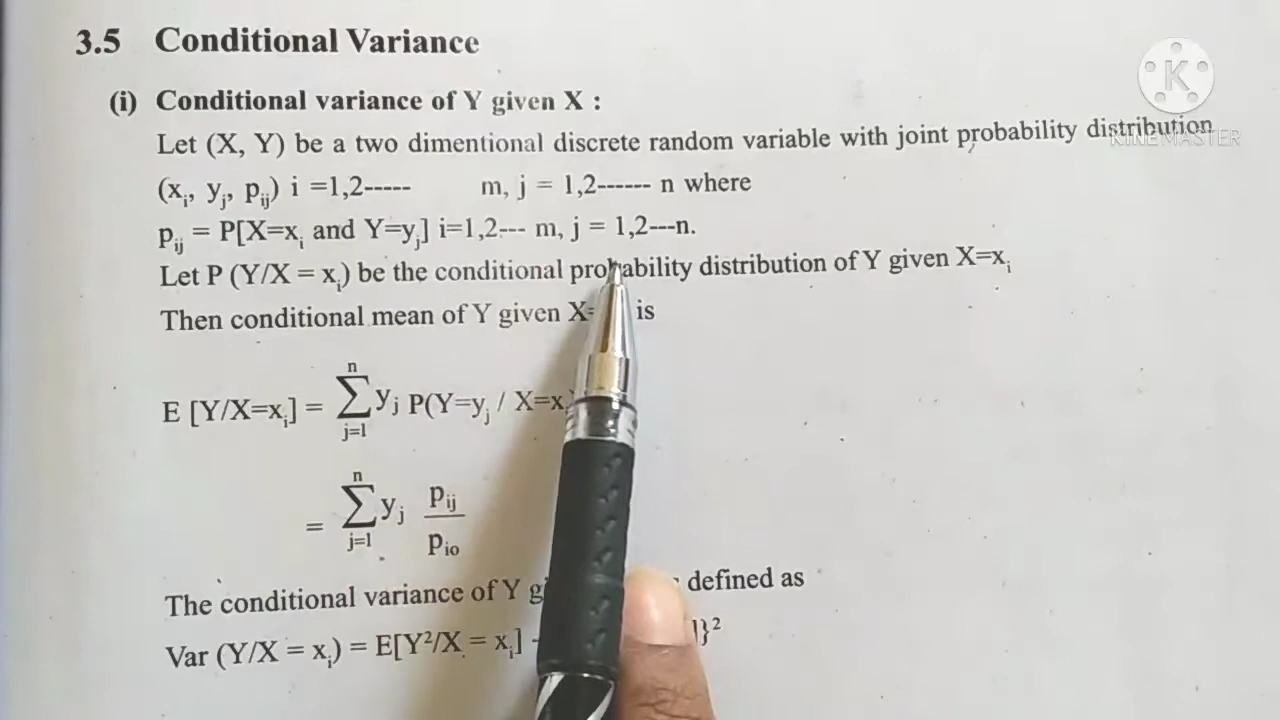 3.5 Conditional Variance
(i) Conditional variance of Y given X :
Let (X, Y) be a two dimentional discrete random variable with joint probability distribution
(xᵢ, yⱼ, pᵢⱼ) i =1,2----- m, j = 1,2------ n where
pᵢⱼ = P[X=xᵢ and Y=yⱼ] i=1,2--- m, j = 1,2---n.
Let P (Y/X = xᵢ) be the conditional probability distribution of Y given X=xᵢ
Then conditional mean of Y given X= is
E [Y/X=xᵢ] = n ∑ j=1 yⱼ P(Y=yⱼ / X=x
= n ∑ j=1 yⱼ pᵢⱼ / pᵢₒ
The conditional variance of Y defined as
Var (Y/X = xᵢ) = E[Y²/X = xᵢ] - ]}²
K
KINEMASTER